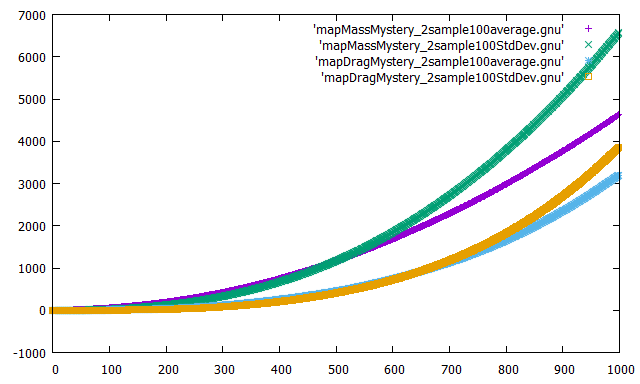 7000
6000
5000
4000
3000
2000
1000
0
-1000
'mapMassMystery_2sample100average.gnu'
'mapMassMystery_2sample100StdDev.gnu'
'mapDragMystery_2sample100average.gnu'
'mapDragMystery_2sample100StdDev.gnu'
0 100 200 300 400 500 600 700 800 900 1000